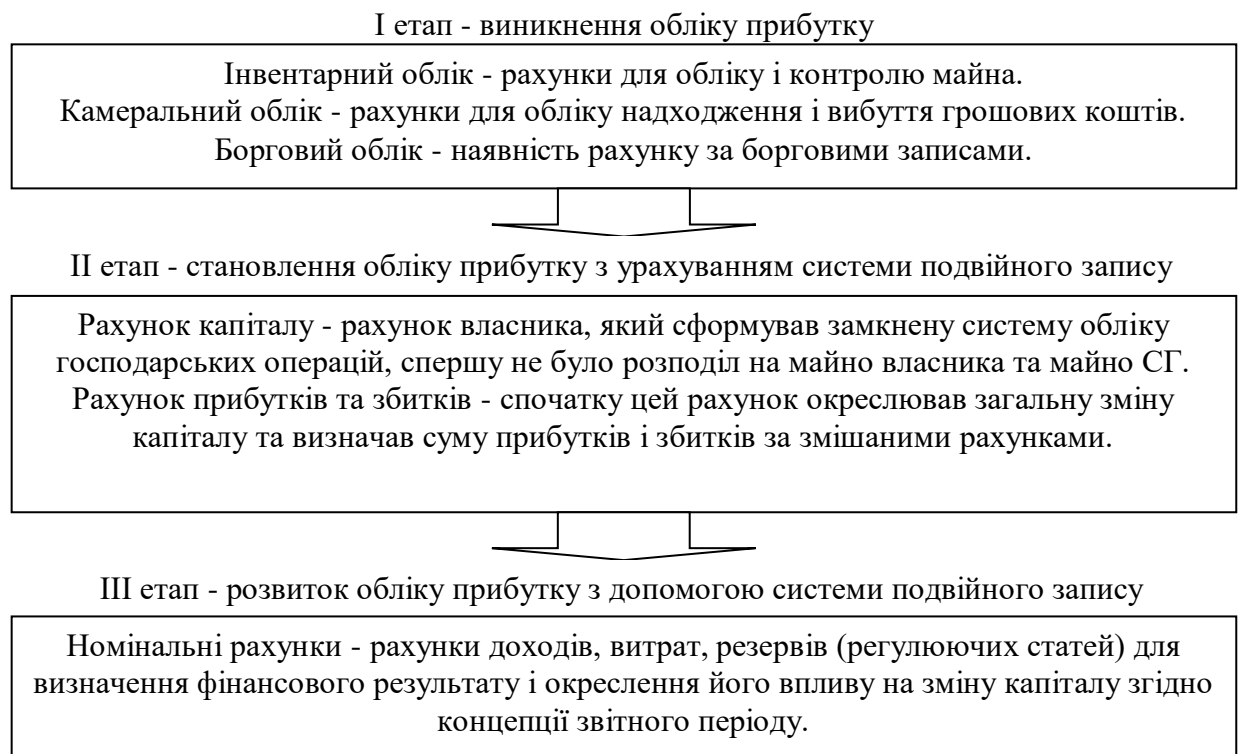 І етап - виникнення обліку прибутку
Інвентарний облік - рахунки для обліку і контролю майна.
Камеральний облік - рахунки для обліку надходження і вибуття грошових коштів.
Борговий облік - наявність рахунку за борговими записами.
ІІ етап - становлення обліку прибутку з урахуванням системи подвійного запису
Рахунок капіталу - рахунок власника, який сформував замкнену систему обліку
господарських операцій, спершу не було розподіл на майно власника та майно СГ.
Рахунок прибутків та збитків - спочатку цей рахунок окреслював загальну зміну
капіталу та визначав суму прибутків і збитків за змішаними рахунками.
ІІІ етап - розвиток обліку прибутку з допомогою системи подвійного запису
Номінальні рахунки - рахунки доходів, витрат, резервів (регулюючих статей) для
визначення фінансового результату і окреслення його впливу на зміну капіталу згідно
концепції звітного періоду.